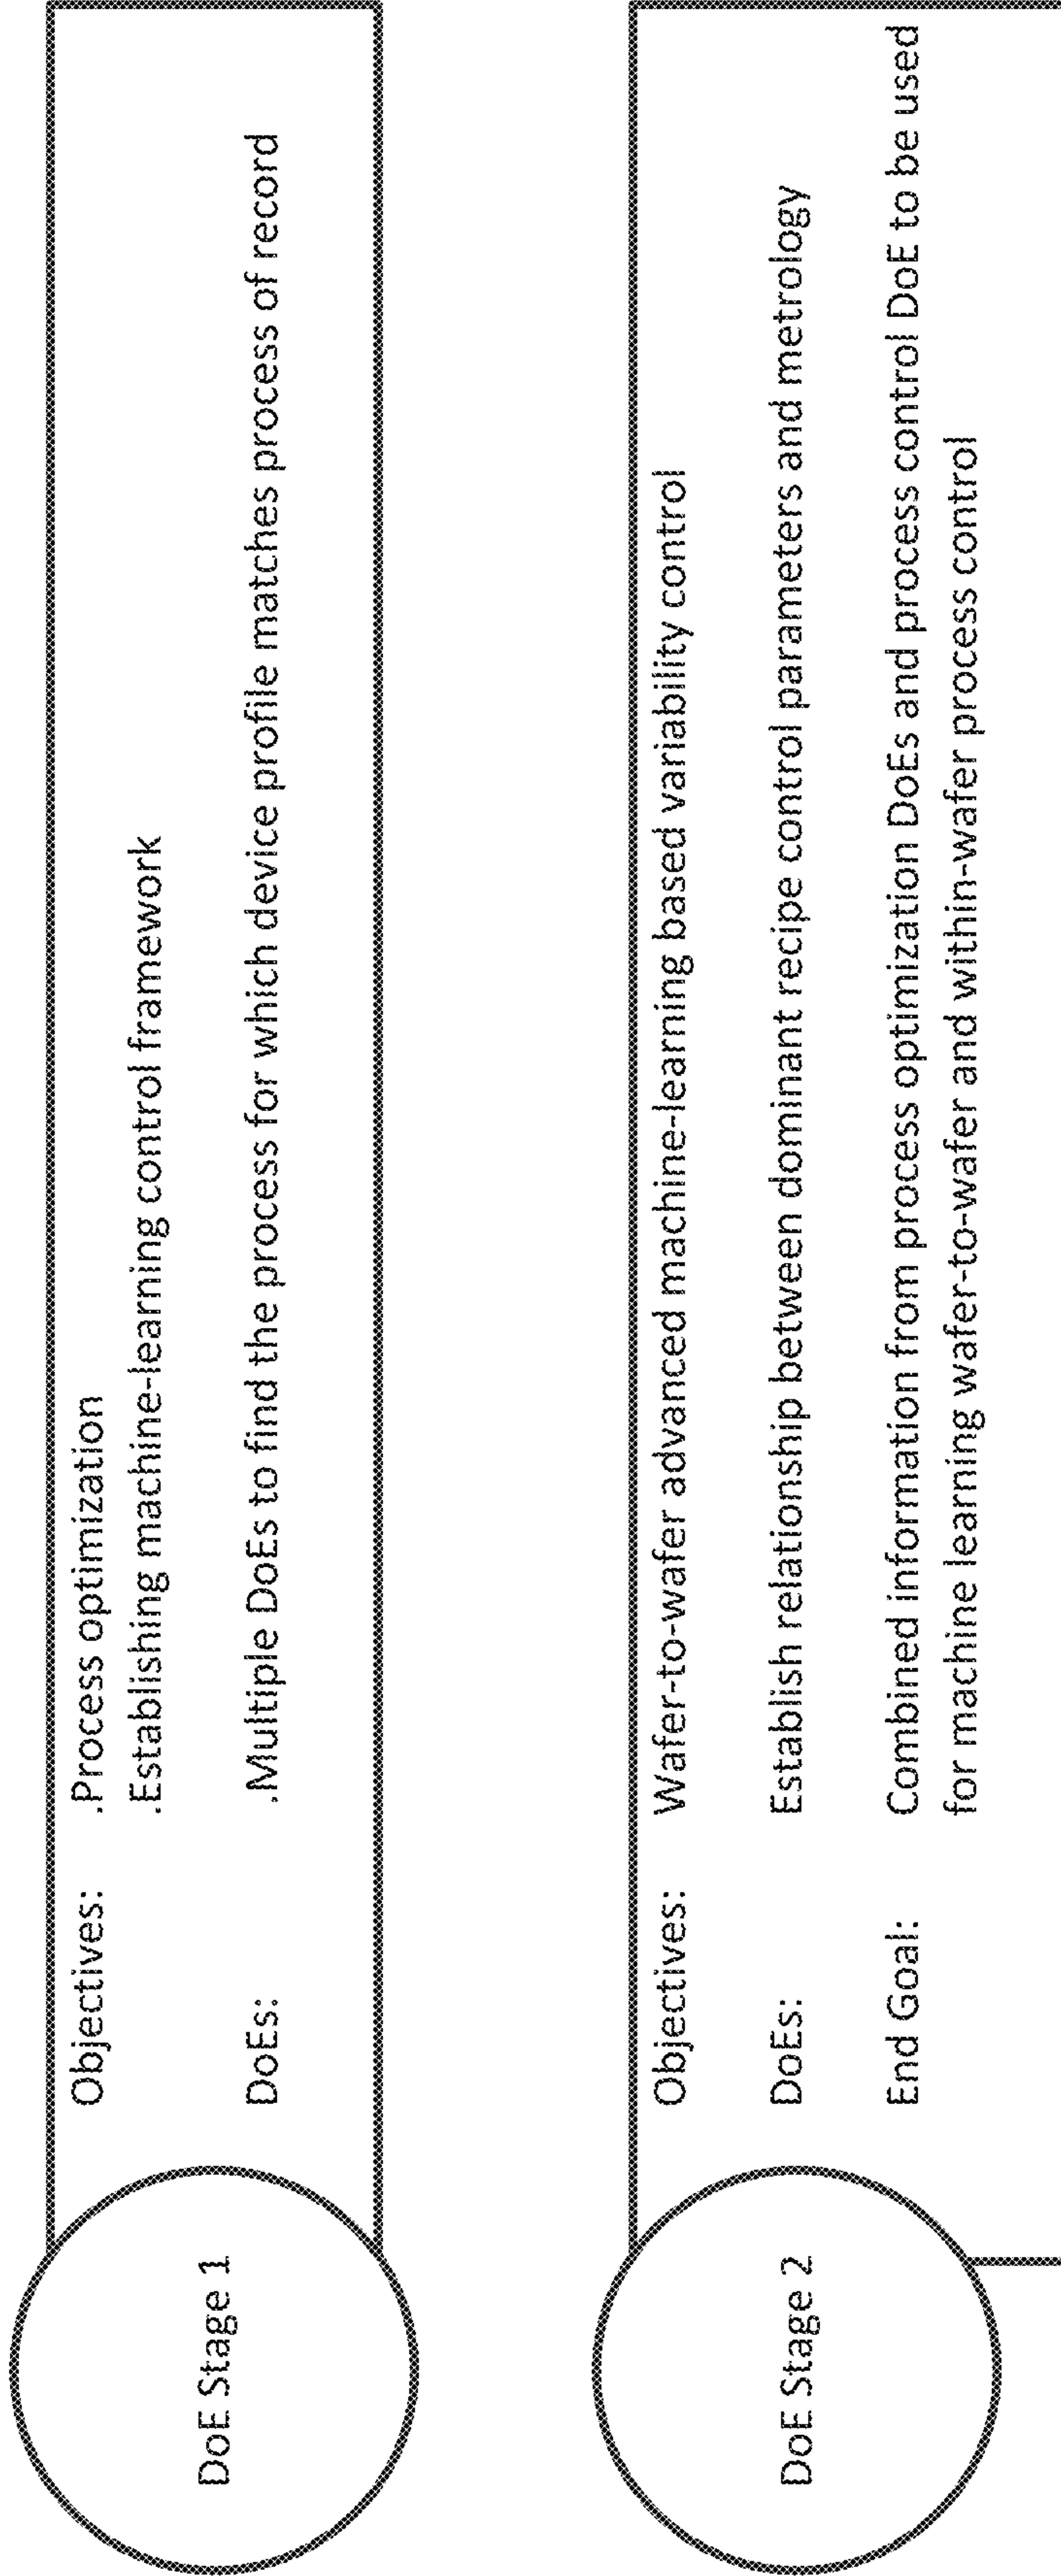 DoE Stage 1
Objectives: .Process optimization
.Establishing machine-learning control framework
DoEs: .Multiple DoEs to find the process for which device profile matches process of record
DoE Stage 2
Objectives: Wafer-to-wafer advanced machine-learning based variability control
DoEs: Establish relationship between dominant recipe control parameters and metrology
End Goal: Combined information from process optimization DoEs and process control DoE to be used
for machine learning wafer-to-wafer and within-wafer process control